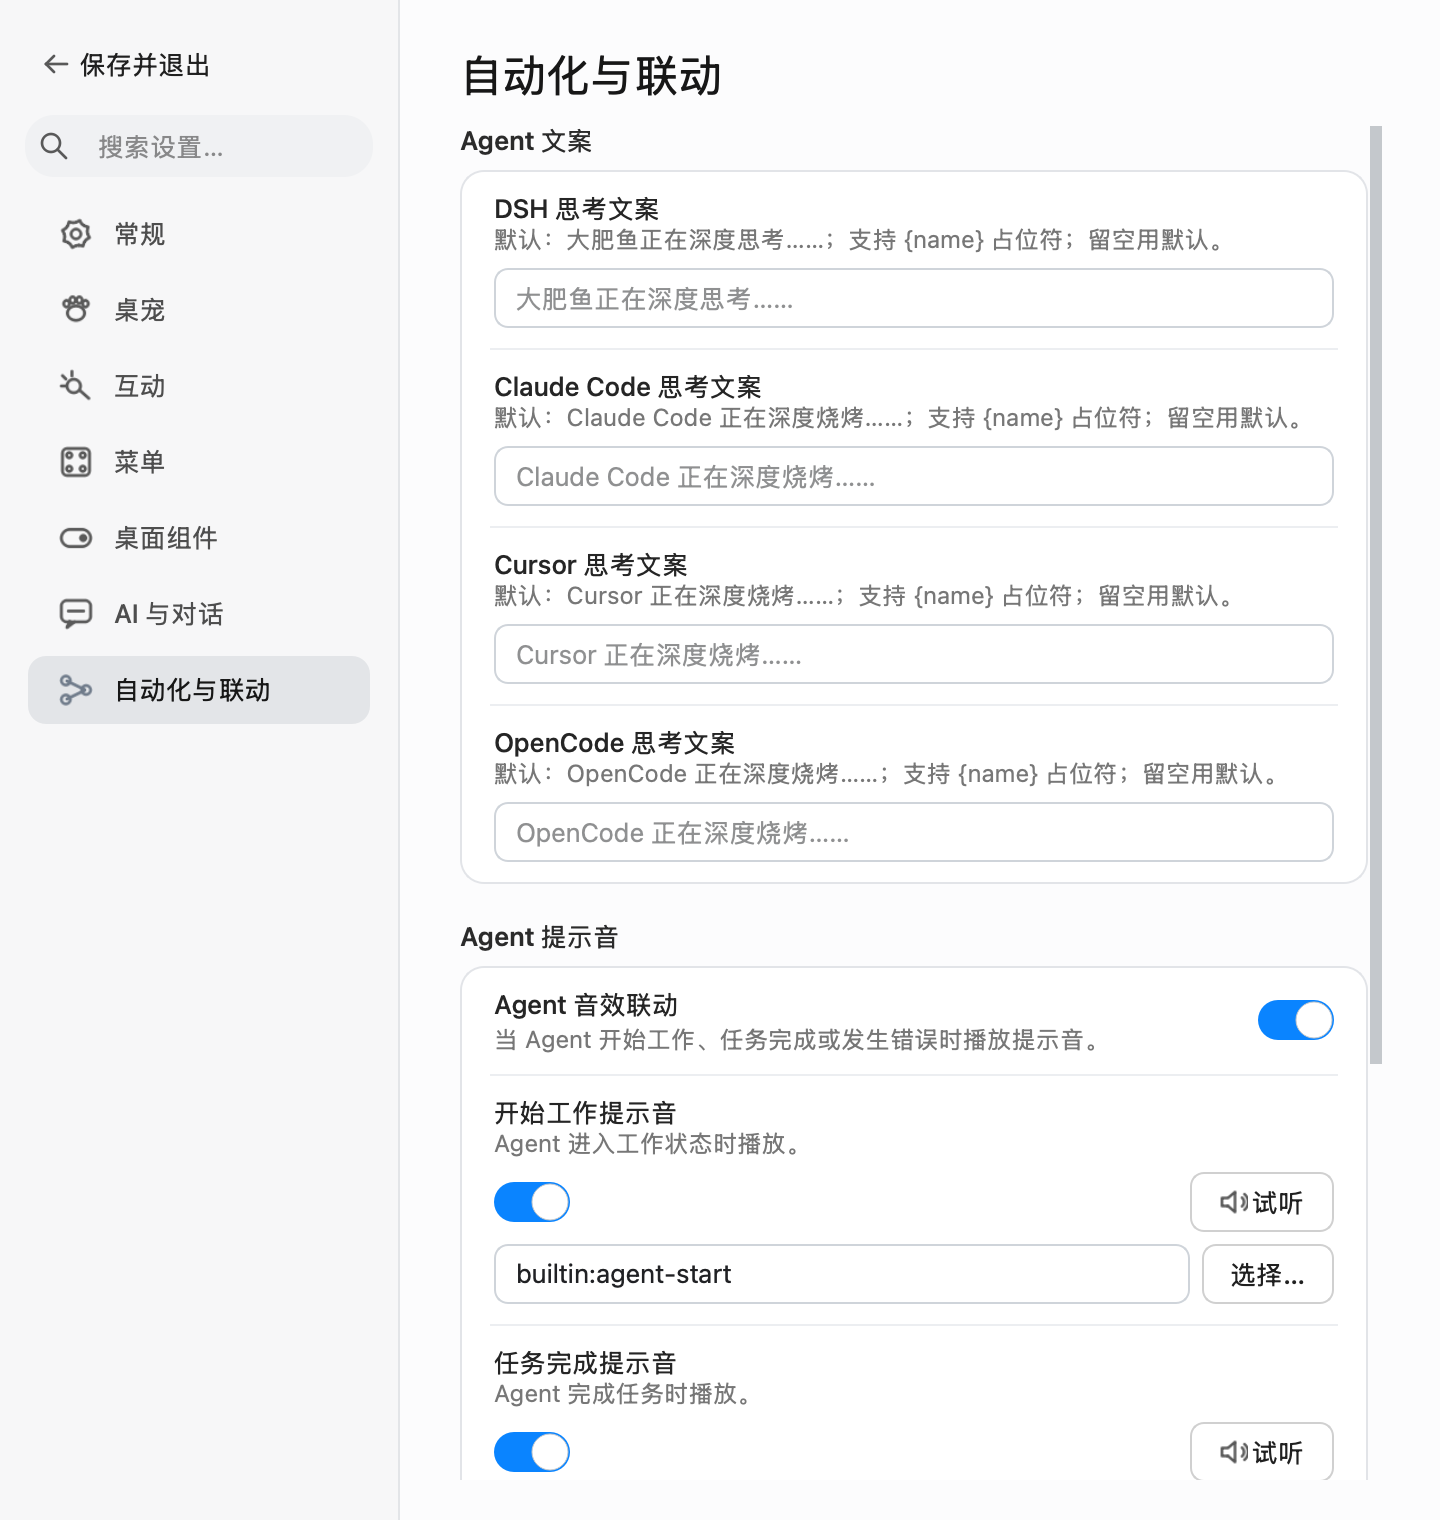 保存并退出
搜索设置...
常规
桌宠
互动
菜单
桌面组件
AI 与对话
自动化与联动
自动化与联动
Agent 文案
DSH 思考文案
默认：大肥鱼正在深度思考……；支持 {name} 占位符；留空用默认。
大肥鱼正在深度思考……
Claude Code 思考文案
默认：Claude Code 正在深度烧烤……；支持 {name} 占位符；留空用默认。
Claude Code 正在深度烧烤……
Cursor 思考文案
默认：Cursor 正在深度烧烤……；支持 {name} 占位符；留空用默认。
Cursor 正在深度烧烤……
OpenCode 思考文案
默认：OpenCode 正在深度烧烤……；支持 {name} 占位符；留空用默认。
OpenCode 正在深度烧烤……
Agent 提示音
Agent 音效联动
当 Agent 开始工作、任务完成或发生错误时播放提示音。
开始工作提示音
Agent 进入工作状态时播放。
试听
builtin:agent-start
选择...
任务完成提示音
Agent 完成任务时播放。
试听